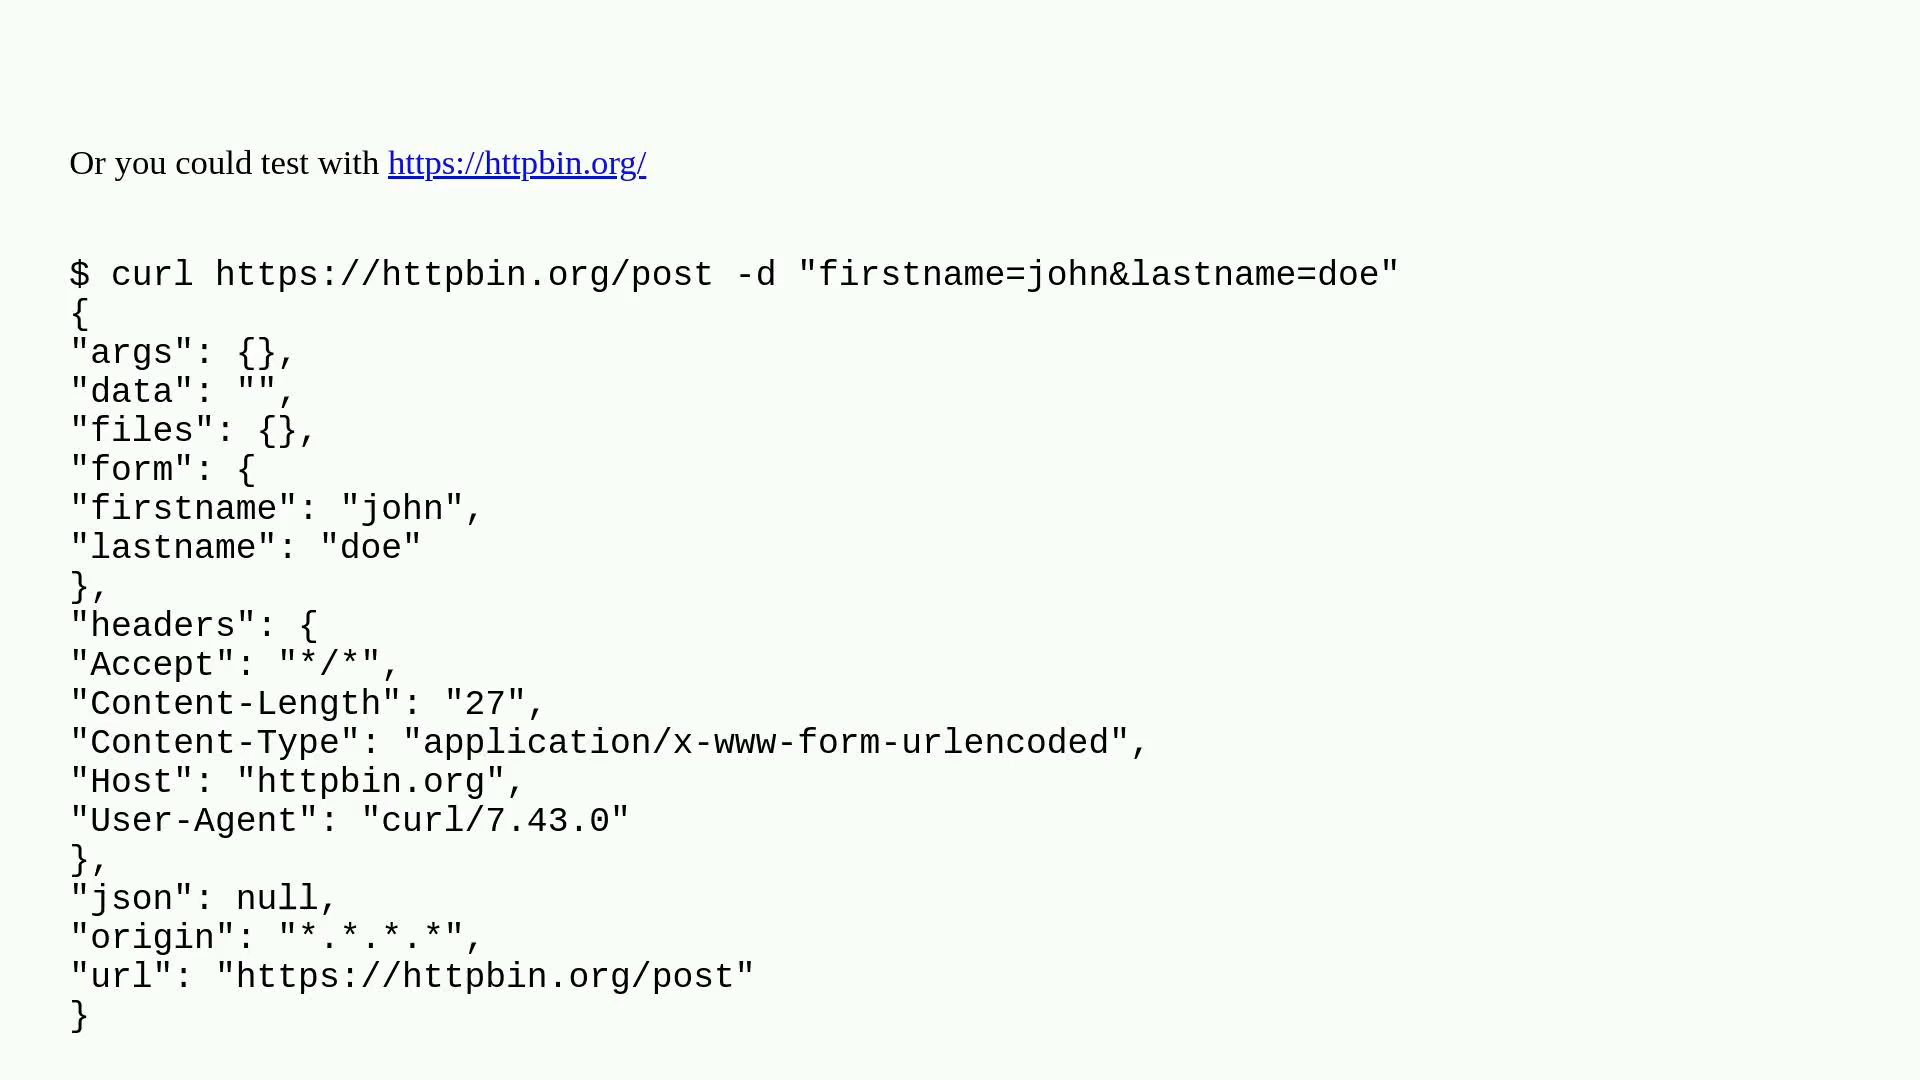 Or you could test with https://httpbin.org/
$ curl https://httpbin.org/post -d "firstname=john&lastname=doe"
{
"args": {},
"data": "",
"files": {},
"form": {
"firstname": "john",
"lastname": "doe"
},
"headers": {
"Accept": "*/*",
"Content-Length": "27",
"Content-Type": "application/x-www-form-urlencoded",
"Host": "httpbin.org",
"User-Agent": "curl/7.43.0"
},
"json": null,
"origin": "*.*.*.*",
"url": "https://httpbin.org/post"
}